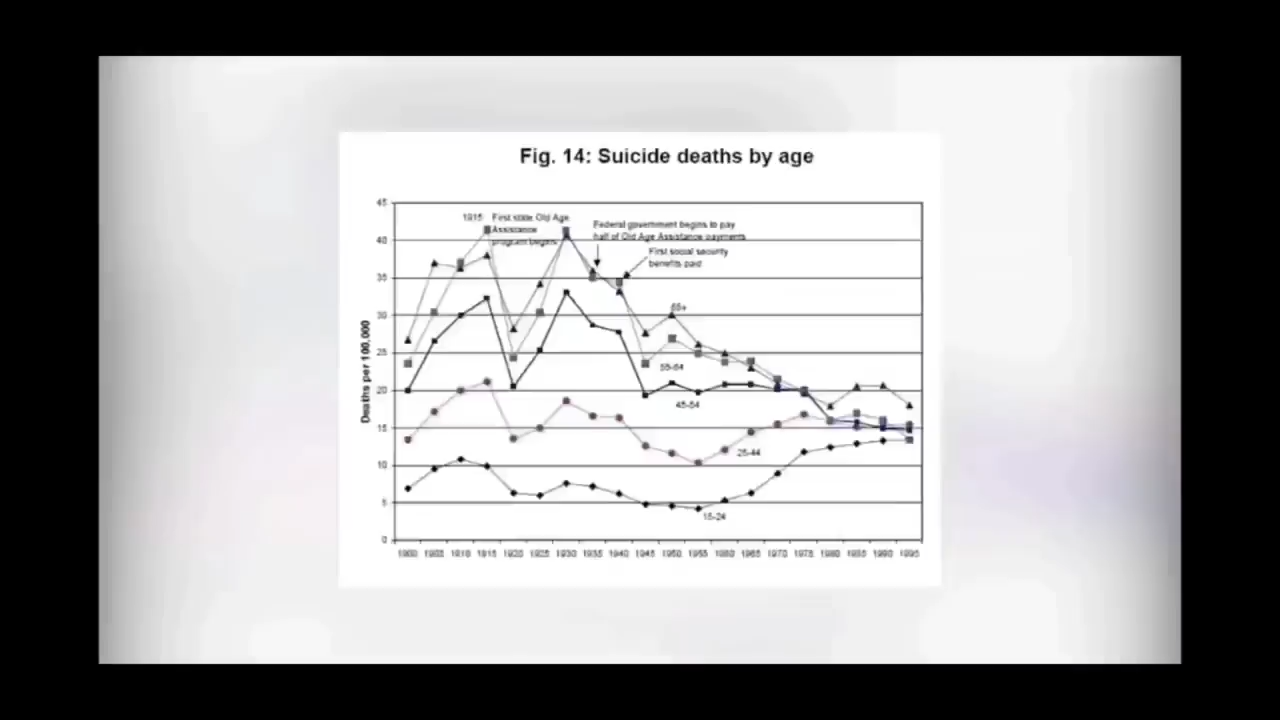 Fig. 14: Suicide deaths by age
45
40
35
30
25
20
15
10
5
0
Deaths per 100,000
1915 First state Old Age
Assistance
program begins
Federal government begins to pay
half of Old Age Assistance payments
First social security
benefits paid
65+
55-64
45-54
25-44
15-24
1900 1905 1910 1915 1920 1925 1930 1935 1940 1945 1950 1955 1960 1965 1970 1975 1980 1985 1990 1995